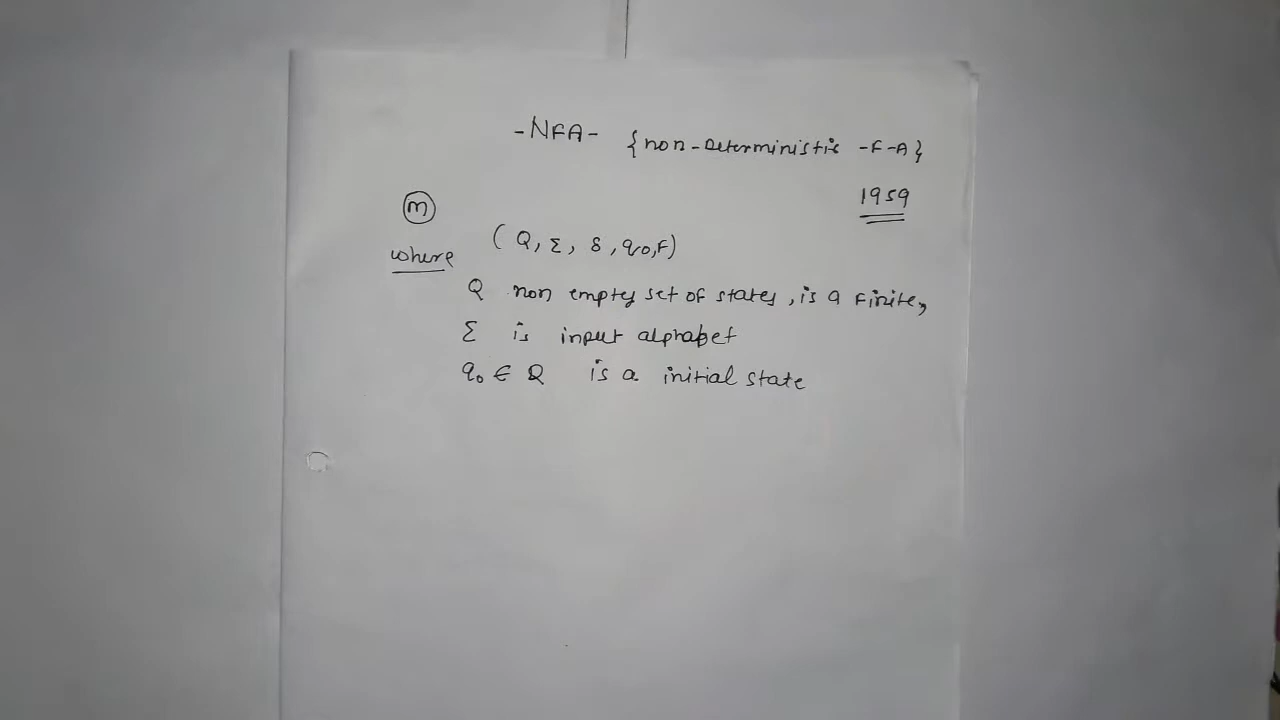 -NFA- {non-Deterministic -F-A}
1959
(m)
where (Q, Σ, δ, q0, F)
Q non empty set of states, is a finite,
Σ is input alphabet
q₀ ∈ Q is a initial state